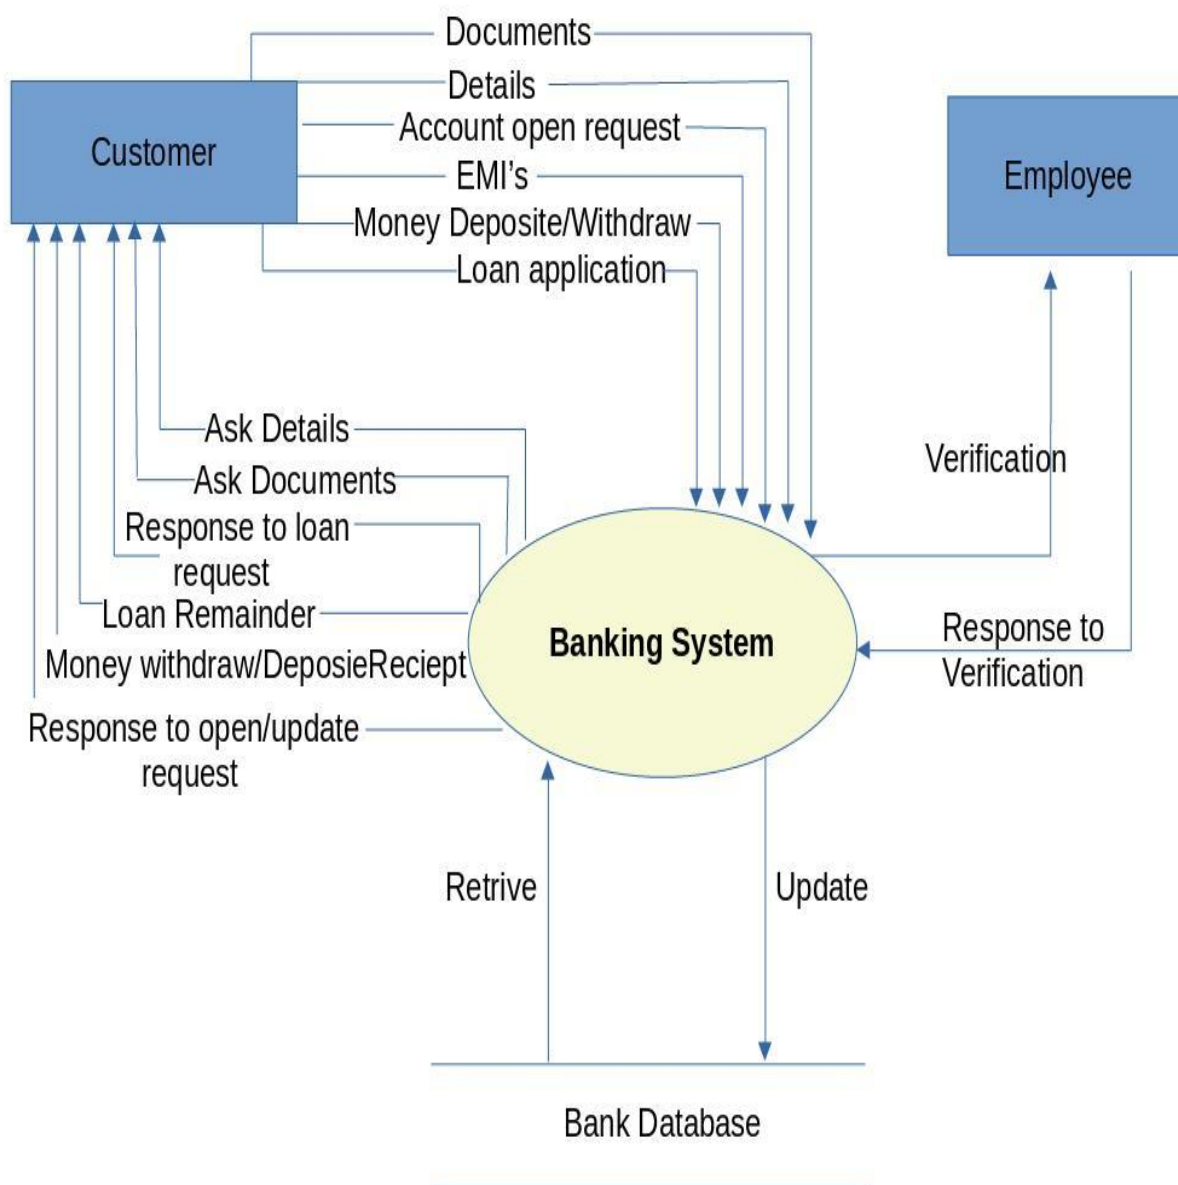 Documents
Details
Customer
Account open request
Employee
EMI's
Money Deposite/Withdraw
Loan application
Ask Details
Verification
Ask Documents
Response to loan
request
Loan Remainder
Response to
Verification
Banking System
Money withdraw/DeposieReciept
Response to open/update
request
Retrive
Update
Bank Database